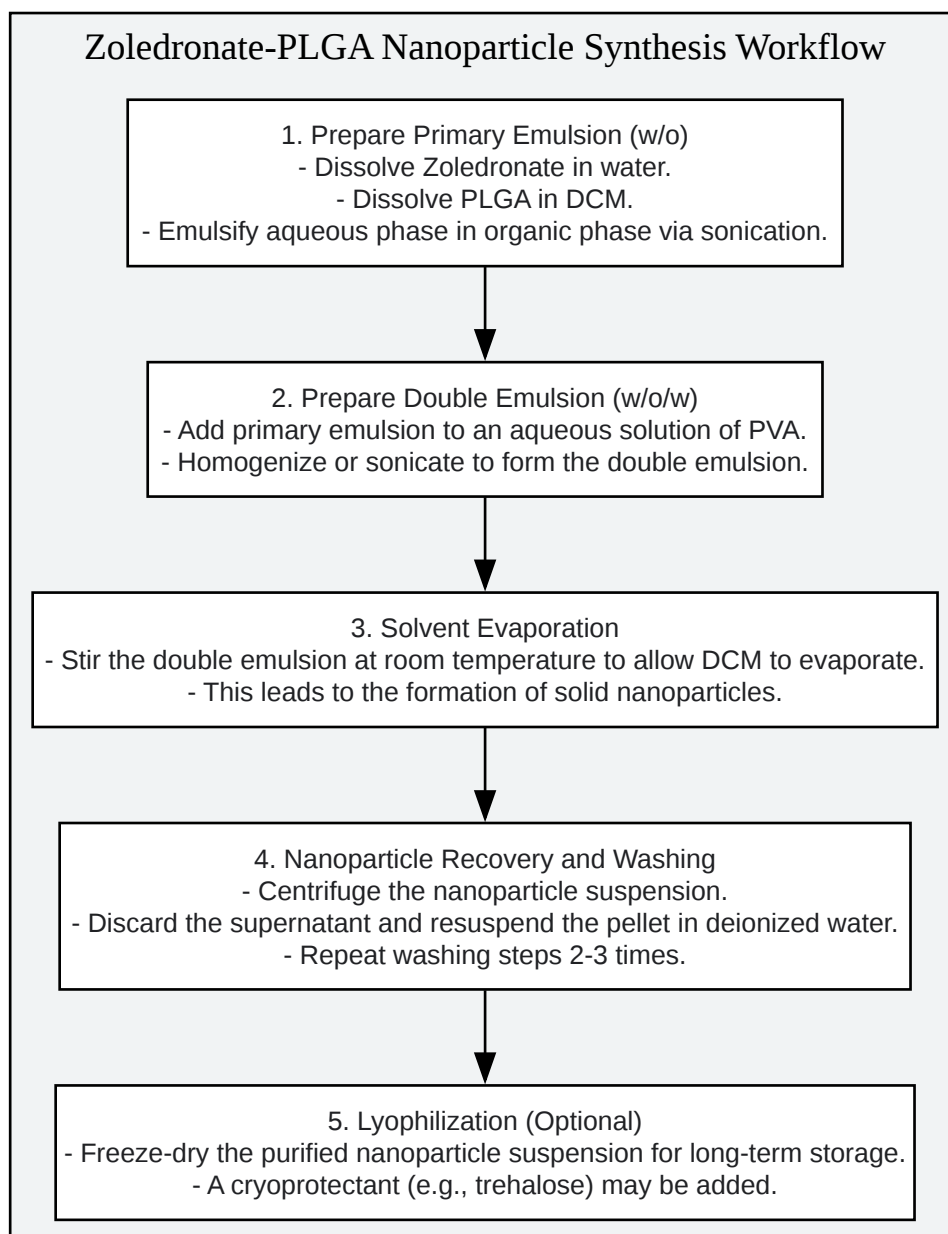 Zoledronate-PLGA Nanoparticle Synthesis Workflow
1. Prepare Primary Emulsion (w/o)
- Dissolve Zoledronate in water.
- Dissolve PLGA in DCM.
- Emulsify aqueous phase in organic phase via sonication.
2. Prepare Double Emulsion (w/o/w)
- Add primary emulsion to an aqueous solution of PVA.
- Homogenize or sonicate to form the double emulsion.
3. Solvent Evaporation
- Stir the double emulsion at room temperature to allow DCM to evaporate.
- This leads to the formation of solid nanoparticles.
4. Nanoparticle Recovery and Washing
- Centrifuge the nanoparticle suspension.
- Discard the supernatant and resuspend the pellet in deionized water.
- Repeat washing steps 2-3 times.
5. Lyophilization (Optional)
- Freeze-dry the purified nanoparticle suspension for long-term storage.
- A cryoprotectant (e.g., trehalose) may be added.